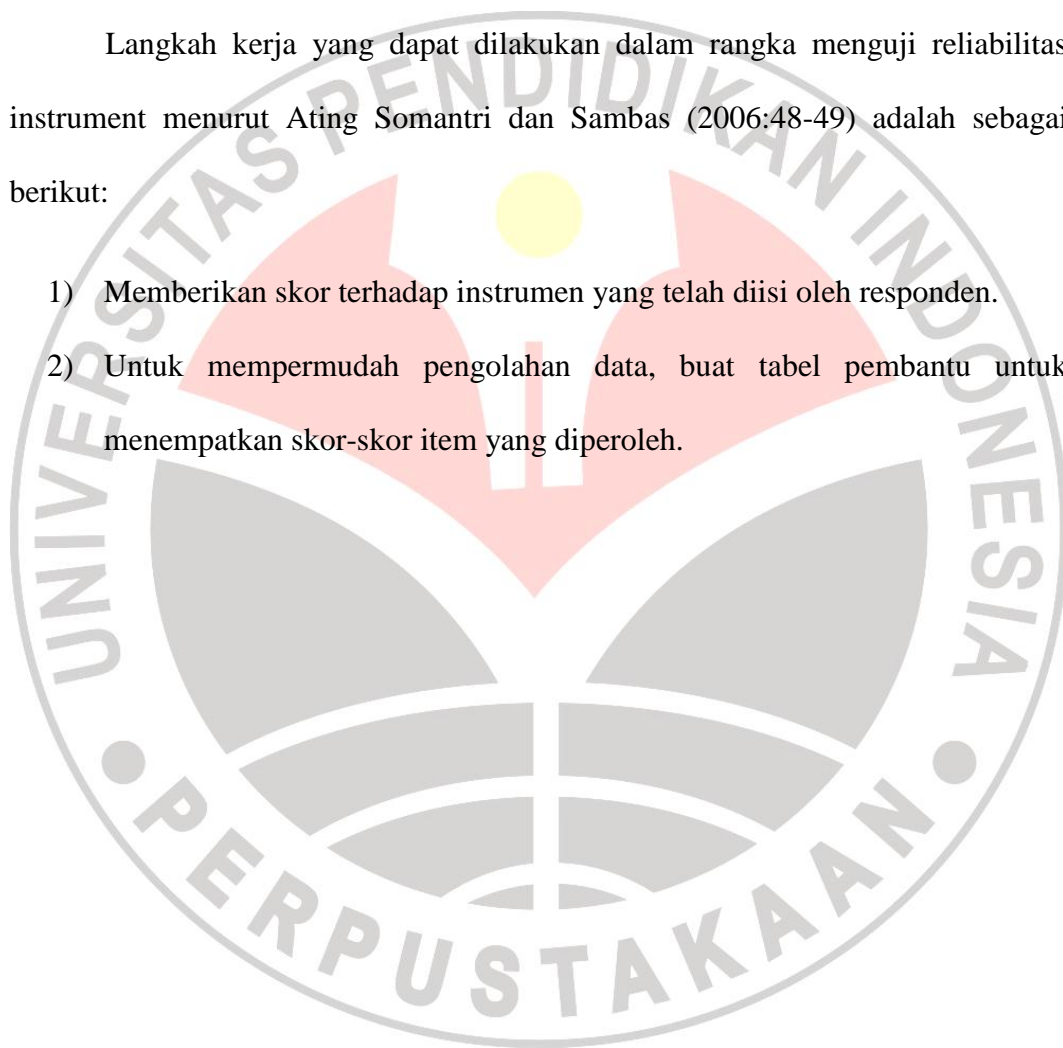 Langkah kerja yang dapat dilakukan dalam rangka menguji reliabilitas
instrument menurut Ating Somantri dan Sambas (2006:48-49) adalah sebagai
berikut:
1) Memberikan skor terhadap instrumen yang telah diisi oleh responden.
2) Untuk mempermudah pengolahan data, buat tabel pembantu untuk
menempatkan skor-skor item yang diperoleh.
UNIVERSITAS PENDIDIKAN INDONESIA
PERPUSTAKAAN